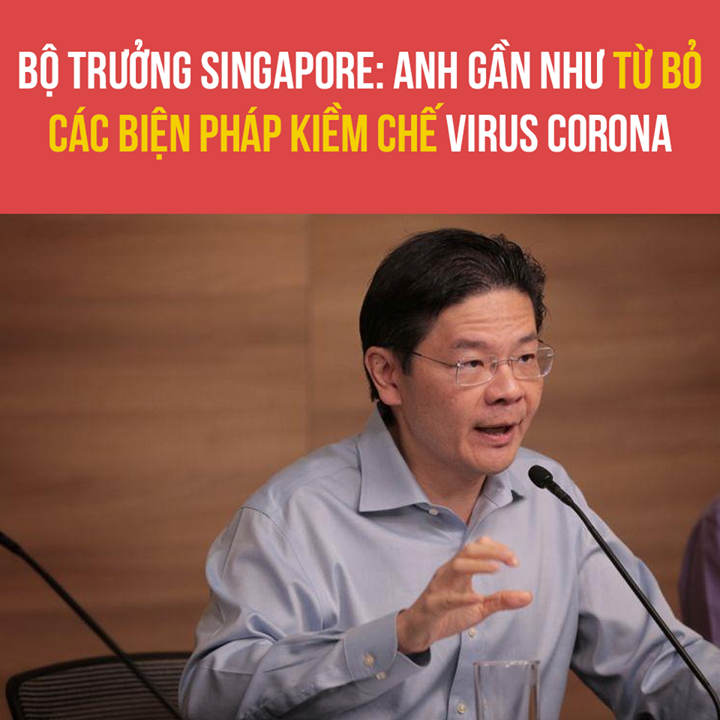 BỘ TRƯỞNG SINGAPORE: ANH GẦN NHƯ TỪ BỎ
CÁC BIỆN PHÁP KIỀM CHẾ VIRUS CORONA